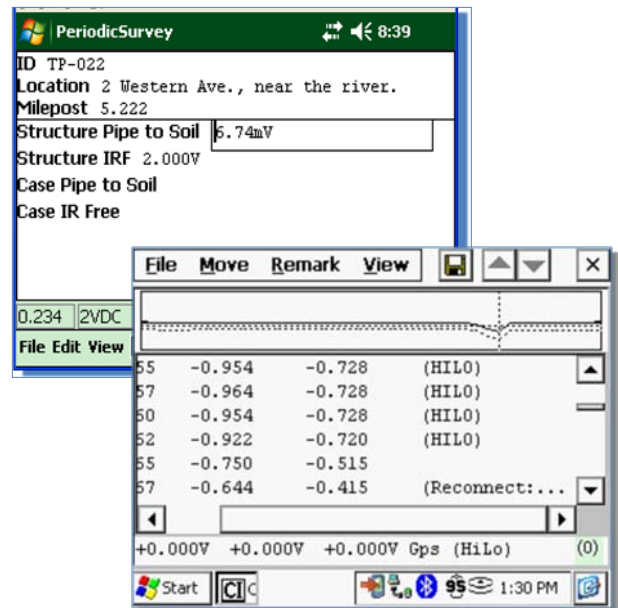 PeriodicSurvey 8:39
ID TP-022
Location 2 Western Ave., near the river.
Milepost 5.222
Structure Pipe to Soil 6.74mV
Structure IRF 2.000V
Case Pipe to Soil
Case IR Free
0.234 2VDC
File Edit View
File Move Remark View
55 -0.954 -0.728 (HILO)
57 -0.964 -0.728 (HILO)
60 -0.954 -0.728 (HILO)
52 -0.922 -0.720 (HILO)
55 -0.750 -0.515
57 -0.644 -0.415 (Reconnect:...
+0.000V +0.000V +0.000V Gps (HiLo) (0)
Start CI C 95 1:30 PM